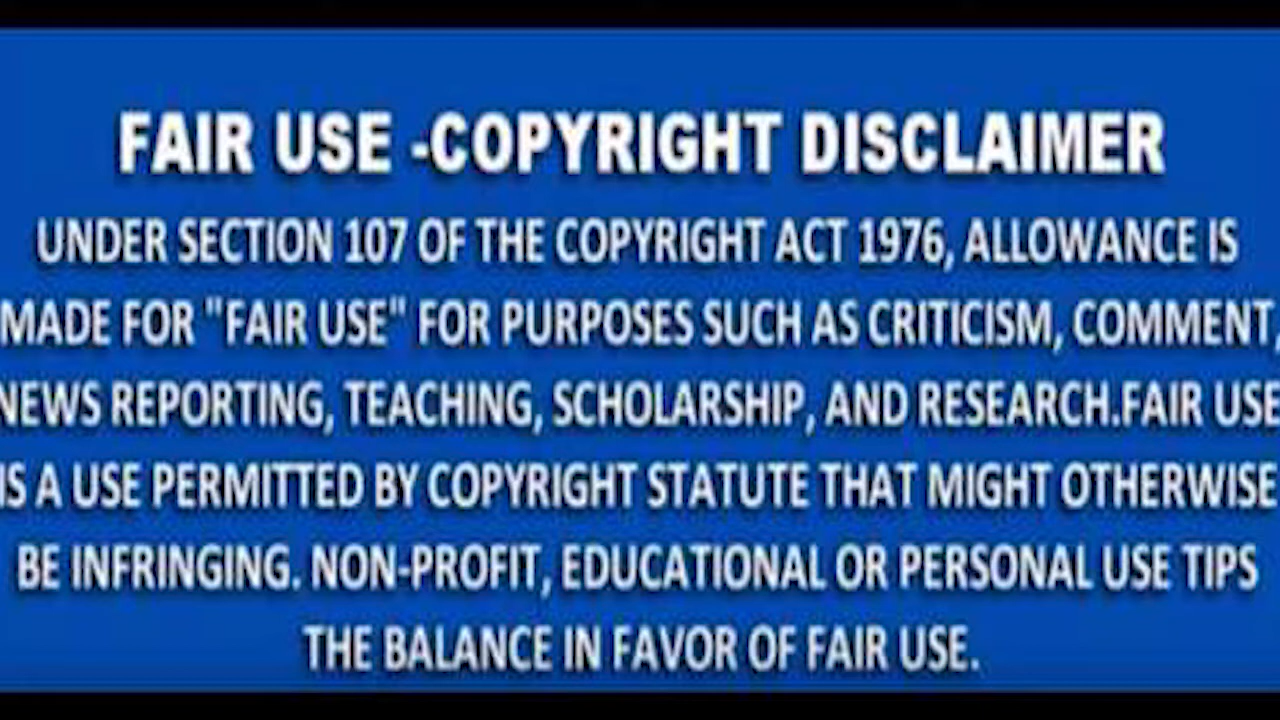 FAIR USE -COPYRIGHT DISCLAIMER
UNDER SECTION 107 OF THE COPYRIGHT ACT 1976, ALLOWANCE IS
MADE FOR "FAIR USE" FOR PURPOSES SUCH AS CRITICISM, COMMENT,
NEWS REPORTING, TEACHING, SCHOLARSHIP, AND RESEARCH.FAIR USE
IS A USE PERMITTED BY COPYRIGHT STATUTE THAT MIGHT OTHERWISE
BE INFRINGING. NON-PROFIT, EDUCATIONAL OR PERSONAL USE TIPS
THE BALANCE IN FAVOR OF FAIR USE.